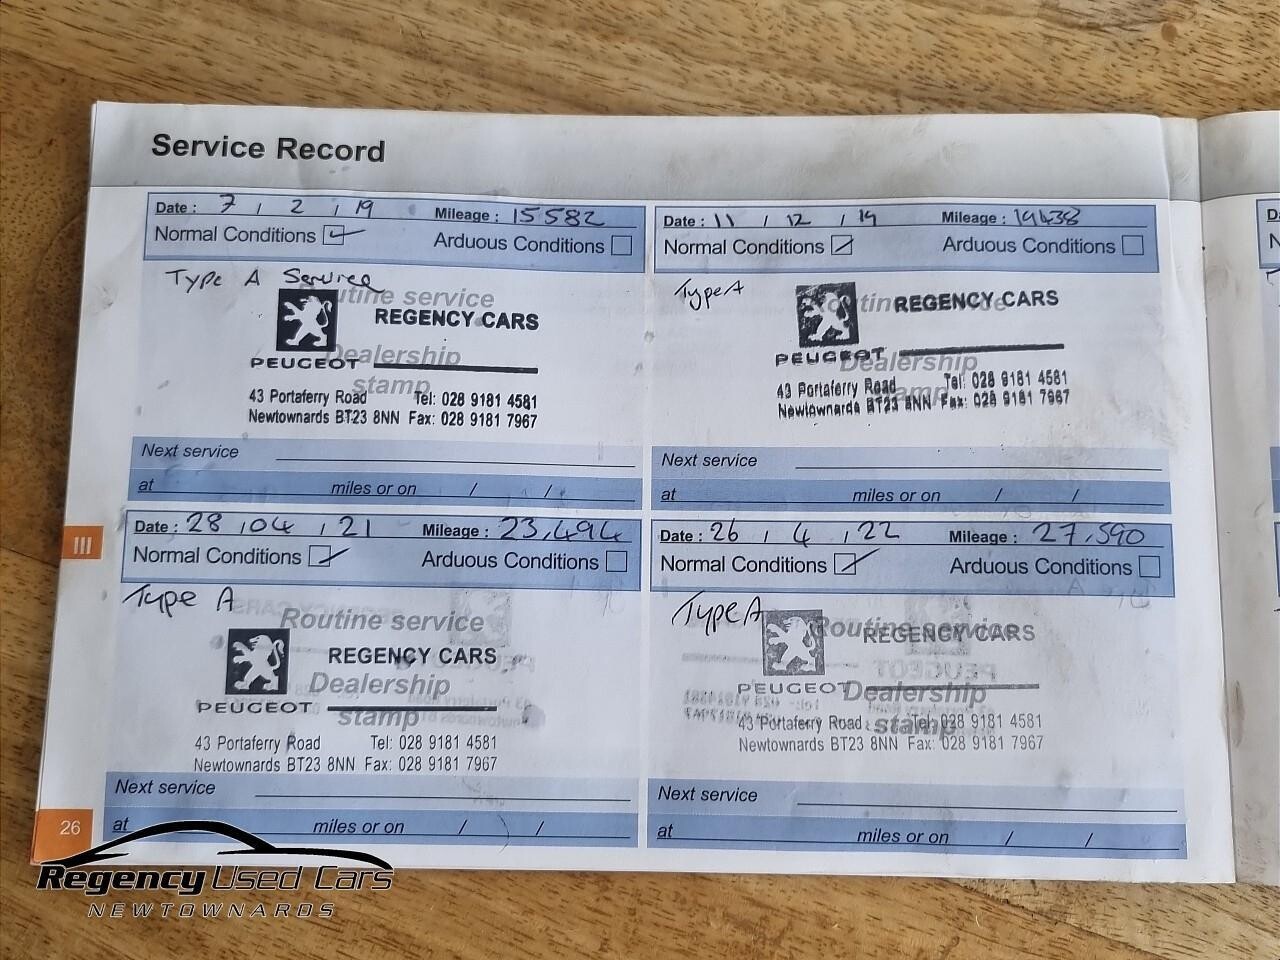 Service Record
Date : 7 / 2 / 19 Mileage : 15582
Normal Conditions Arduous Conditions
Type A Service
Routine service
REGENCY CARS
PEUGEOT
Dealership
stamp
43 Portaferry Road Tel: 028 9181 4581
Newtownards BT23 8NN Fax: 028 9181 7967
Next service
at miles or on / /
Date : 11 / 12 / 19 Mileage : 19438
Normal Conditions Arduous Conditions
Type A
Routine service
REGENCY CARS
PEUGEOT
Dealership
stamp
43 Portaferry Road Tel: 028 9181 4581
Newtownards BT23 8NN Fax: 028 9181 7967
Next service
at miles or on / /
Date : 28 / 04 / 21 Mileage : 23,494
Normal Conditions Arduous Conditions
Type A
Routine service
REGENCY CARS
Dealership
PEUGEOT
stamp
43 Portaferry Road Tel: 028 9181 4581
Newtownards BT23 8NN Fax: 028 9181 7967
Next service
at miles or on / /
Date : 26 / 4 / 22 Mileage : 27,590
Normal Conditions Arduous Conditions
Type A
Routine service
REGENCY CARS
PEUGEOT
Dealership
stamp
43 Portaferry Road Tel: 028 9181 4581
Newtownards BT23 8NN Fax: 028 9181 7967
Next service
at miles or on / /
III
26
Regency Used Cars
NEWTOWNARDS